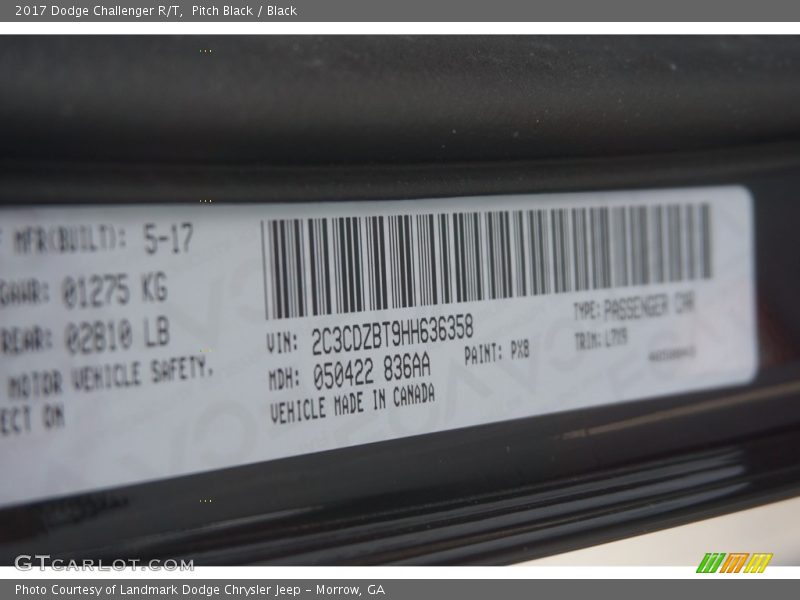 2017 Dodge Challenger R/T, Pitch Black / Black
MFR(BUILT): 5-17
GAWR: 01275 KG
REAR: 02810 LB
MOTOR VEHICLE SAFETY.
ECT ON
VIN: 2C3CDZBT9HH636358
MDH: 050422 836AA
VEHICLE MADE IN CANADA
PAINT: PX8
TYPE: PASSENGER CAR
TRIM: L7X9
GTCARLOT.COM
Photo Courtesy of Landmark Dodge Chrysler Jeep - Morrow, GA